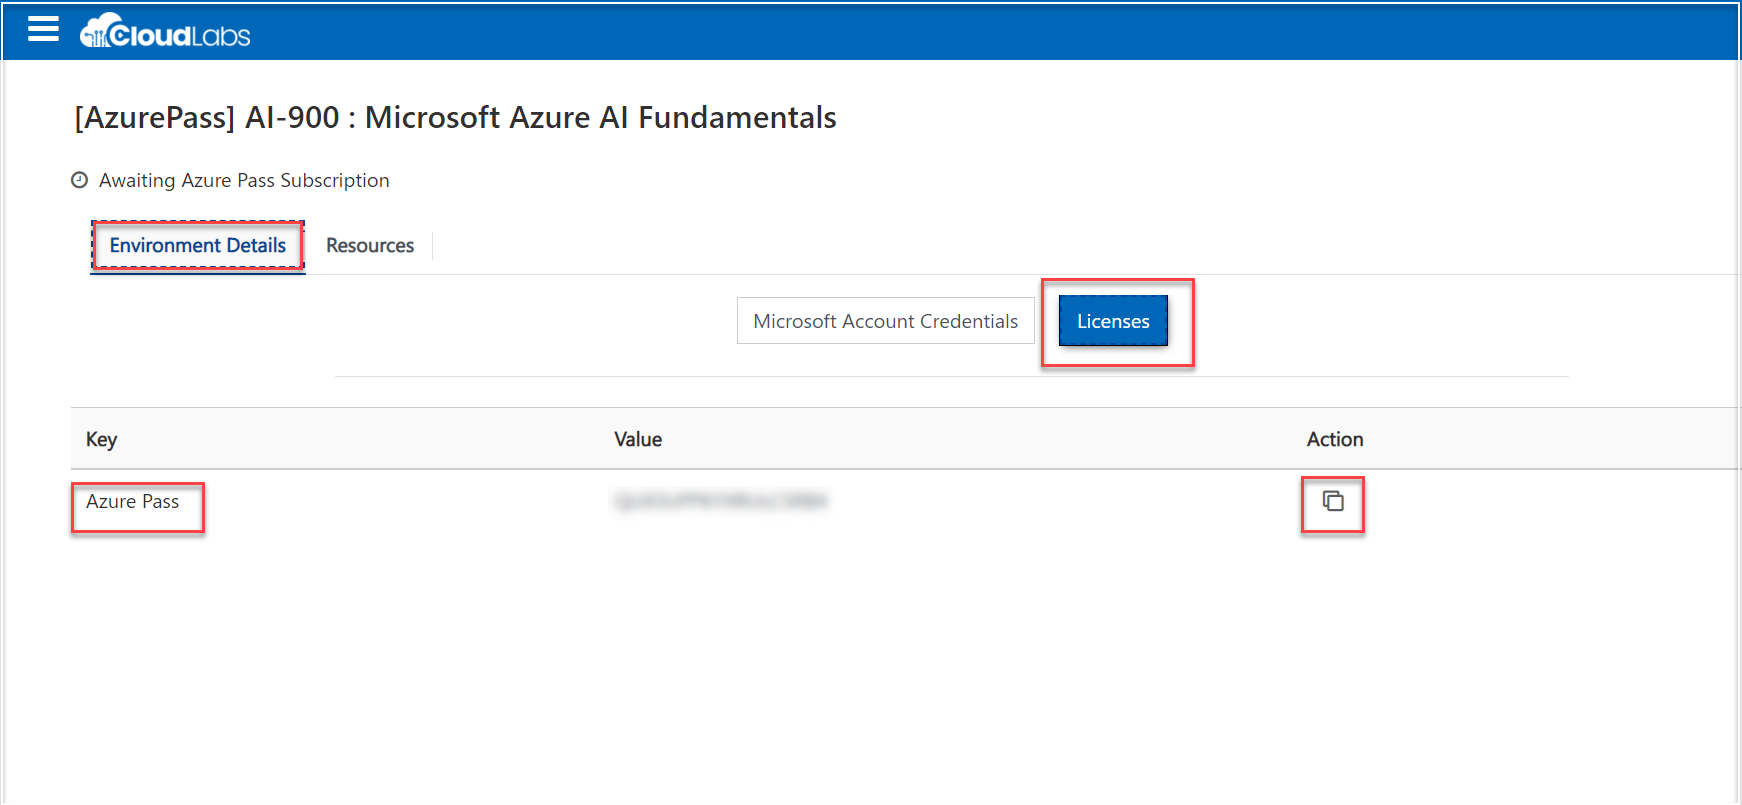 CloudLabs
[AzurePass] AI-900 : Microsoft Azure AI Fundamentals
Awaiting Azure Pass Subscription
Environment Details Resources
Microsoft Account Credentials Licenses
Key Value Action
Azure Pass